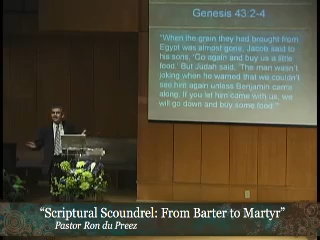 Genesis 43:2-4
"When the grain they had brought from
Egypt was almost gone, Jacob said to
his sons, 'Go again and buy us a little
food.' But Judah said, 'The man wasn't
joking when he warned that we couldn't
see him again unless Benjamin came
along. If you let him came with us, we
will go down and buy some food.'"
"Scriptural Scoundrel: From Barter to Martyr"
Pastor Ron du Preez